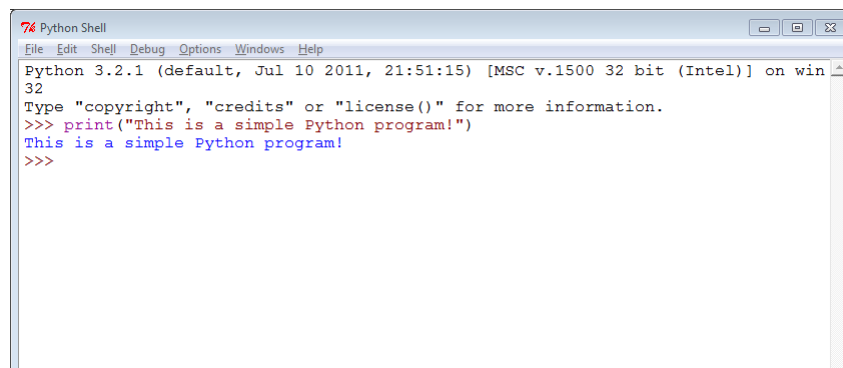 Python Shell
File Edit Shell Debug Options Windows Help
Python 3.2.1 (default, Jul 10 2011, 21:51:15) [MSC v.1500 32 bit (Intel)] on win
32
Type "copyright", "credits" or "license()" for more information.
>>> print("This is a simple Python program!")
This is a simple Python program!
>>>